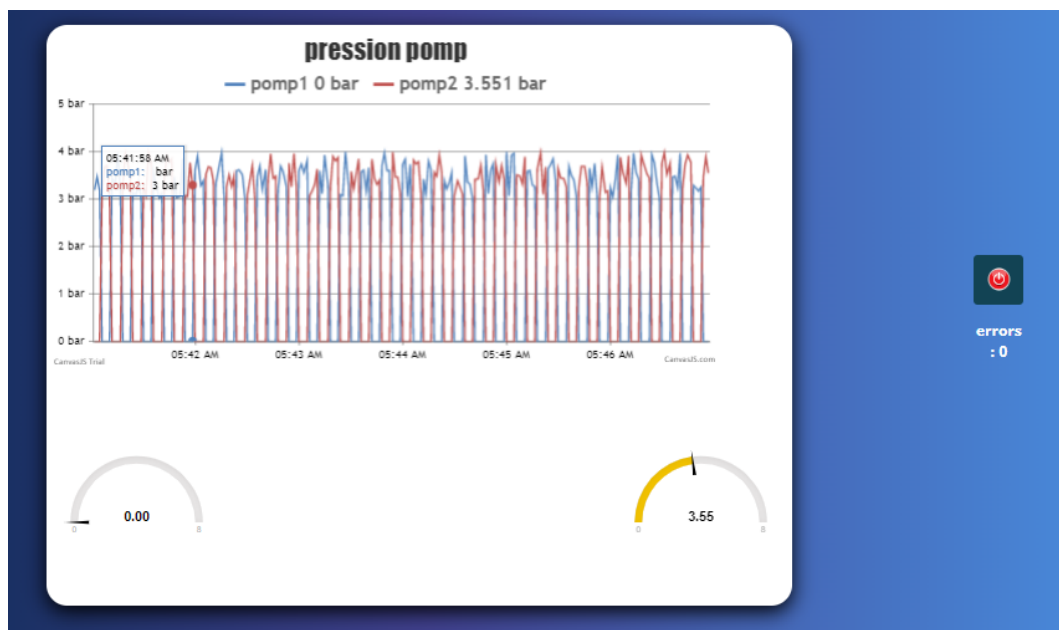 pression pomp
pomp1 0 bar pomp2 3.551 bar
5 bar
4 bar
05:41:58 AM
pomp1: bar
pomp2: 3 bar
3 bar
2 bar
1 bar
0 bar
05:42 AM 05:43 AM 05:44 AM 05:45 AM 05:46 AM
CanvasJS Trial CanvasJS.com
errors
: 0
0.00 3.55
0 8 0 8